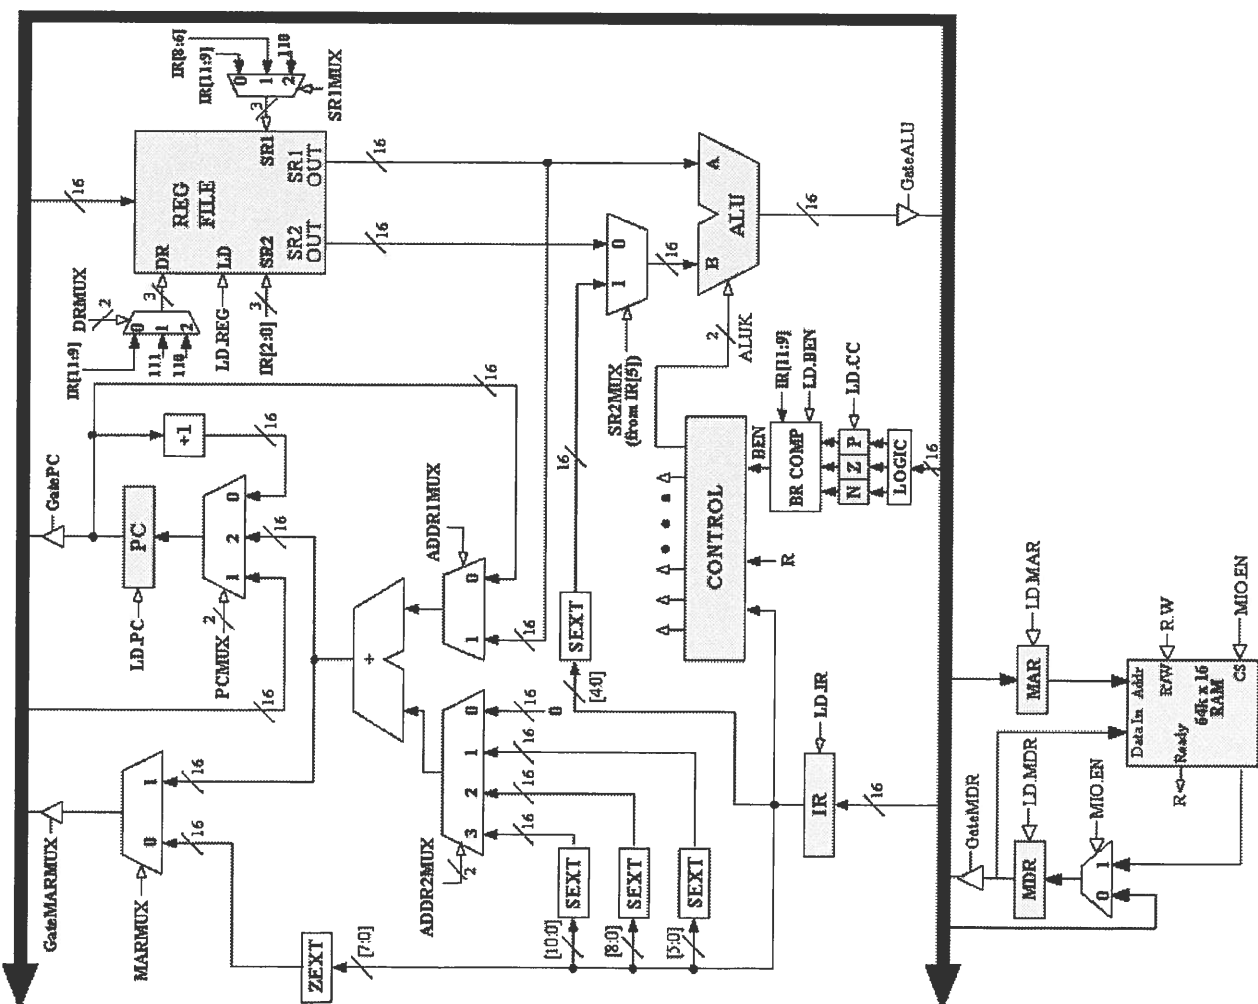 GateMARMUX
16
MARMUX
0
1
16
16
ZEXT
[7:0]
GatePC
LD.PC
PC
+1
16
PCMUX
2
1
2
0
16
16
IR[11:9]
111
110
DRMUX
2
0
1
2
3
LD.REG
IR[2:0]
3
16
REG
FILE
DR
LD
SR2
SR1
SR2
OUT
SR1
OUT
IR[11:9]
IR[8:6]
110
0
1
2
SR1MUX
3
16
16
16
+
ADDR1MUX
1
0
16
ADDR2MUX
2
3
2
1
0
16
16
16
16
0
SEXT
SEXT
SEXT
[10:0]
[8:0]
[5:0]
SEXT
[4:0]
16
SR2MUX
(from IR[5])
1
0
16
B
A
ALU
2
ALUK
16
GateALU
CONTROL
R
BEN
BR COMP
IR[11:9]
LD.BEN
N Z P
LD.CC
LOGIC
16
IR
LD.IR
16
GateMDR
MDR
LD.MDR
MIO.EN
0
1
MAR
LD.MAR
Data In
Addr
R/W
R.W
64k x 16
RAM
Ready
R
CS
MIO.EN